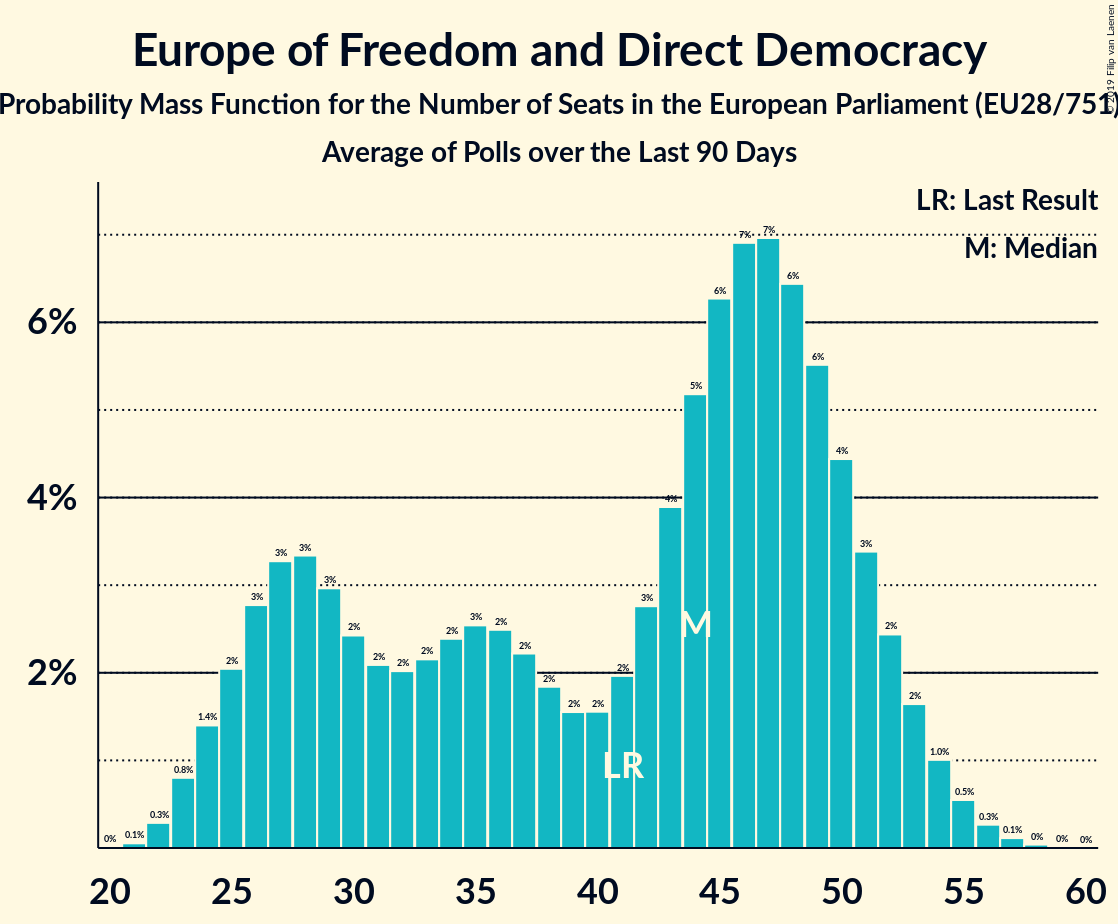 Europe of Freedom and Direct Democracy
Probability Mass Function for the Number of Seats in the European Parliament (EU28/751)
Average of Polls over the Last 90 Days
© 2019 Filip van Laenen
LR: Last Result
M: Median
6%
4%
2%
0% 0.1% 0.3% 0.8% 1.4% 2% 3% 3% 3% 3% 2% 2% 2% 2% 2% 3% 2% 2% 2% 2% 2% 2% 3% 4% 5% 6% 7% 7% 6% 6% 4% 3% 2% 2% 1.0% 0.5% 0.3% 0.1% 0% 0% 0%
M
LR
20 25 30 35 40 45 50 55 60